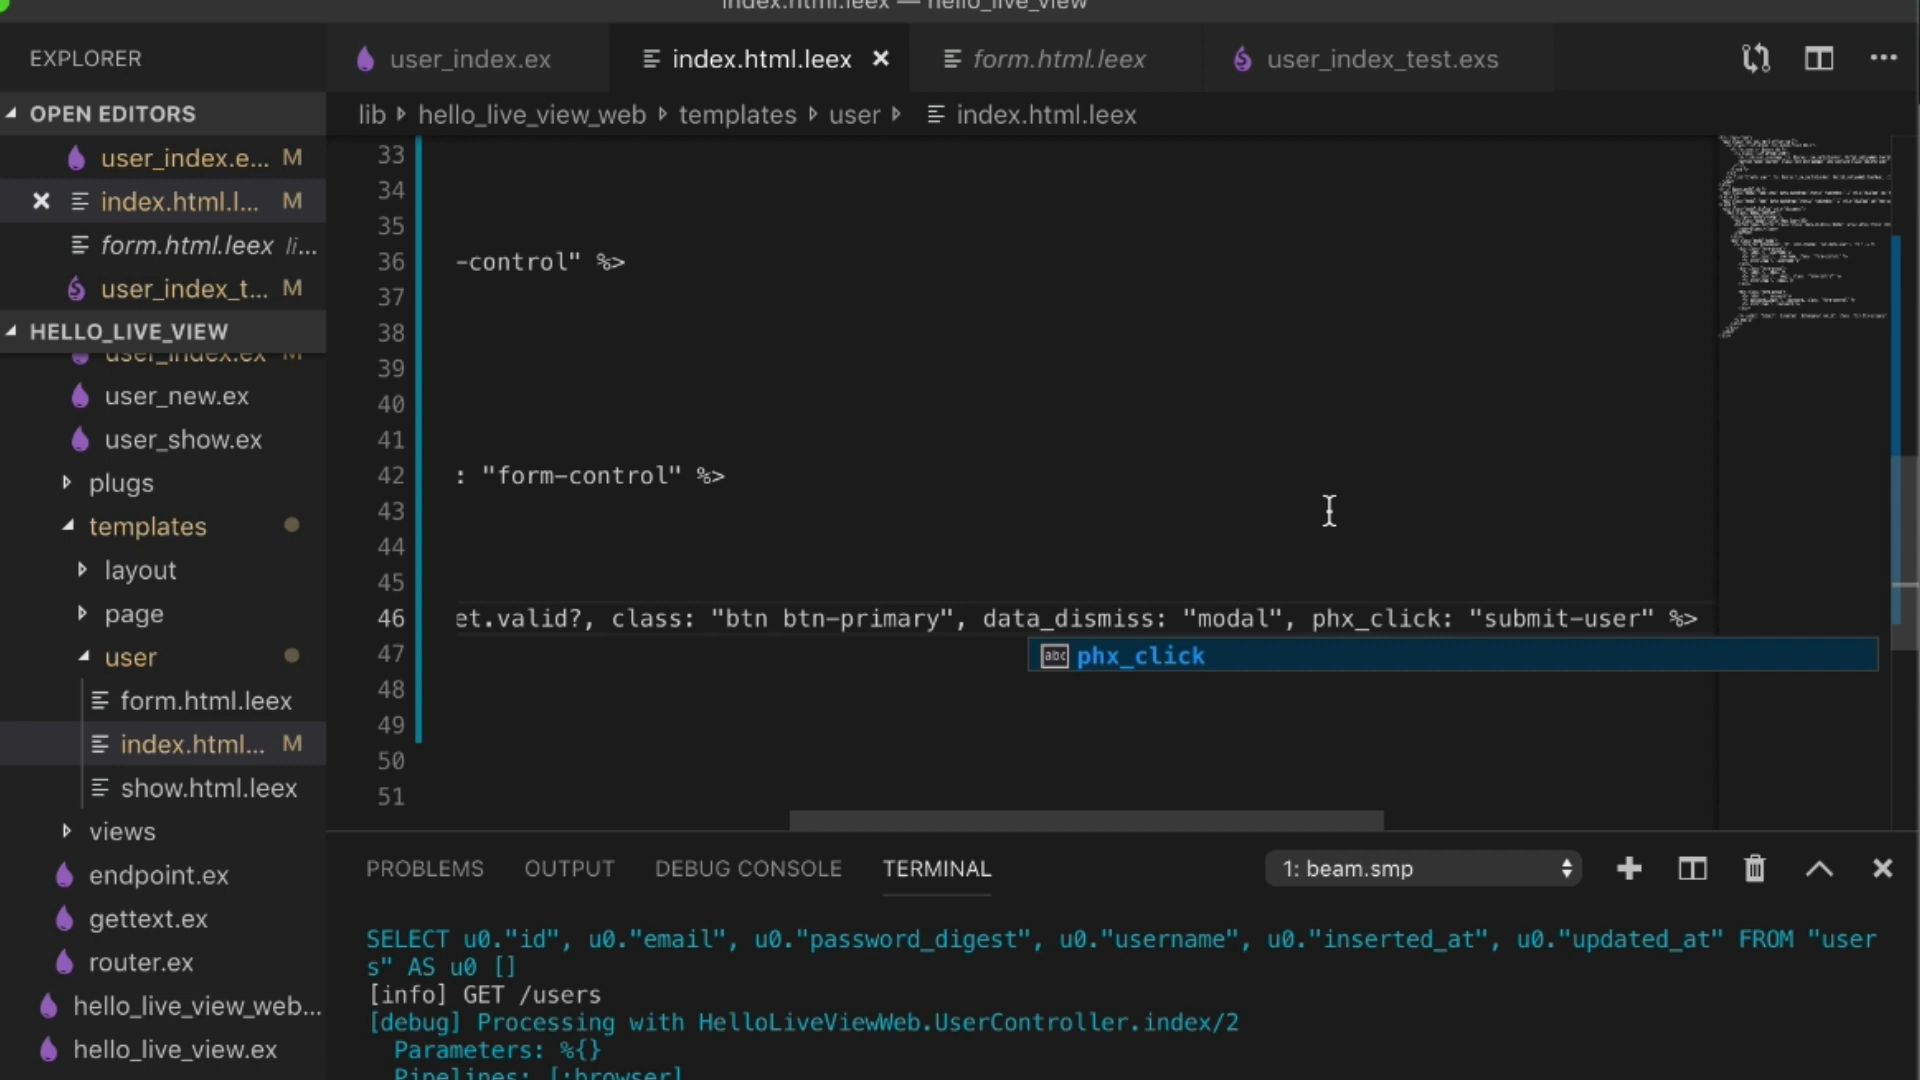 index.html.leex — hello_live_view
EXPLORER
user_index.ex
index.html.leex
form.html.leex
user_index_test.exs
OPEN EDITORS
lib
hello_live_view_web
templates
user
index.html.leex
user_index.e... M
index.html.l... M
form.html.leex li...
user_index_t... M
HELLO_LIVE_VIEW
user_index.ex M
user_new.ex
user_show.ex
plugs
templates
layout
page
user
form.html.leex
index.html... M
show.html.leex
views
endpoint.ex
gettext.ex
router.ex
hello_live_view_web...
hello_live_view.ex
33
34
35
36 -control" %>
37
38
39
40
41
42 : "form-control" %>
43
44
45
46 et.valid?, class: "btn btn-primary", data_dismiss: "modal", phx_click: "submit-user" %>
47
abc phx_click
48
49
50
51
PROBLEMS OUTPUT DEBUG CONSOLE TERMINAL
1: beam.smp
SELECT u0."id", u0."email", u0."password_digest", u0."username", u0."inserted_at", u0."updated_at" FROM "user
s" AS u0 []
[info] GET /users
[debug] Processing with HelloLiveViewWeb.UserController.index/2
Parameters: %{}
Pipelines: [:browser]